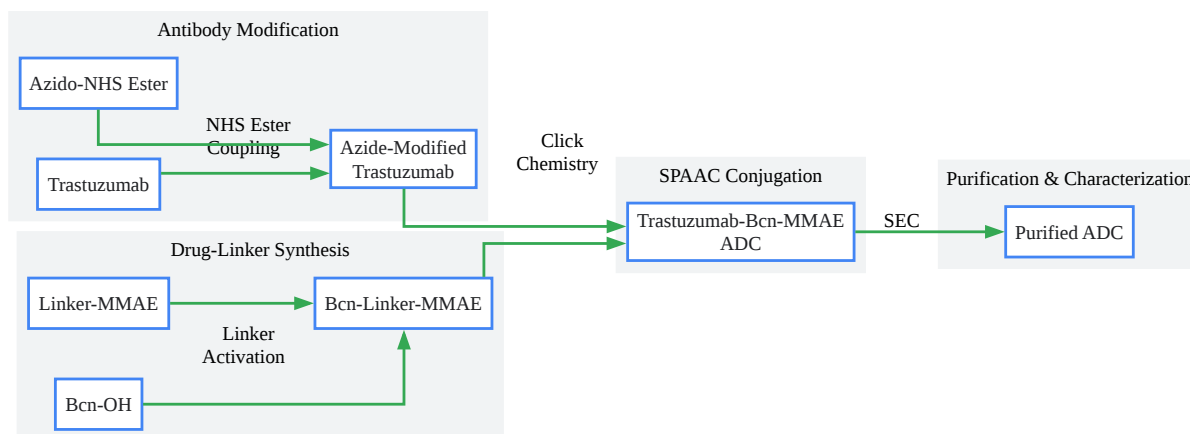 Antibody Modification
Azido-NHS Ester
NHS Ester
Coupling
Trastuzumab
Azide-Modified
Trastuzumab
Click
Chemistry
SPAAC Conjugation
Trastuzumab-Bcn-MMAE
ADC
SEC
Purification & Characterization
Purified ADC
Drug-Linker Synthesis
Linker-MMAE
Bcn-Linker-MMAE
Linker
Activation
Bcn-OH